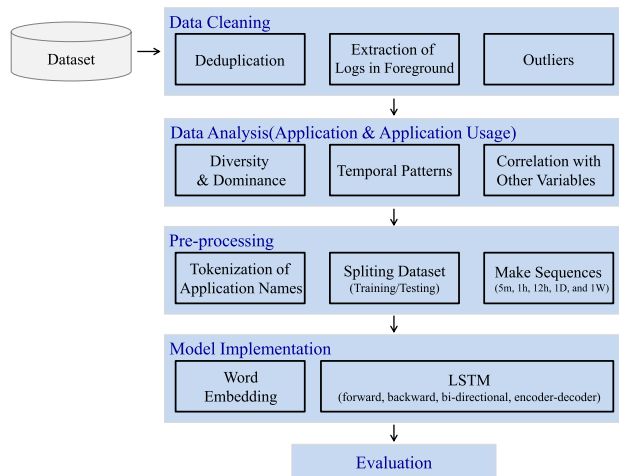 Dataset
Data Cleaning
Deduplication
Extraction of
Logs in Foreground
Outliers
Data Analysis(Application & Application Usage)
Diversity
& Dominance
Temporal Patterns
Correlation with
Other Variables
Pre-processing
Tokenization of
Application Names
Spliting Dataset
(Training/Testing)
Make Sequences
(5m, 1h, 12h, 1D, and 1W)
Model Implementation
Word
Embedding
LSTM
(forward, backward, bi-directional, encoder-decoder)
Evaluation